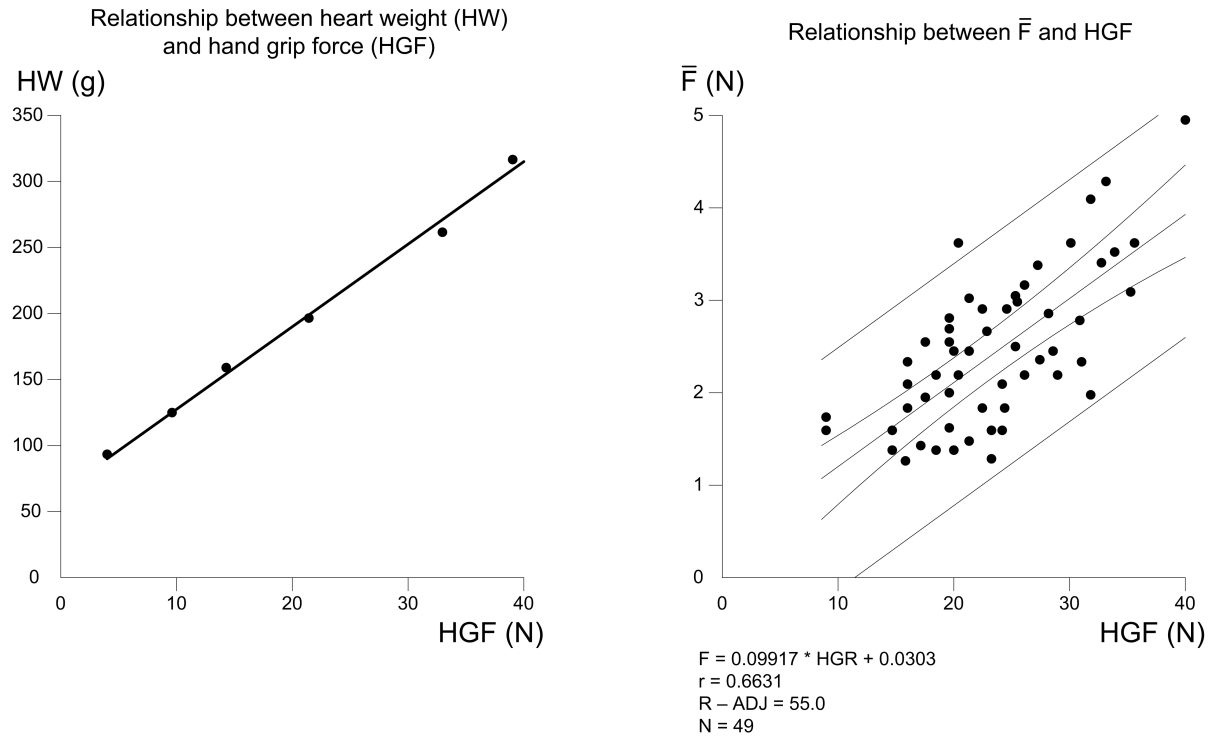 Relationship between heart weight (HW)
and hand grip force (HGF)
HW (g)
350
300
250
200
150
100
50
0
0 10 20 30 40
HGF (N)
Relationship between F̅ and HGF
F̅ (N)
5
4
3
2
1
0
0 10 20 30 40
HGF (N)
F = 0.09917 * HGR + 0.0303
r = 0.6631
R – ADJ = 55.0
N = 49